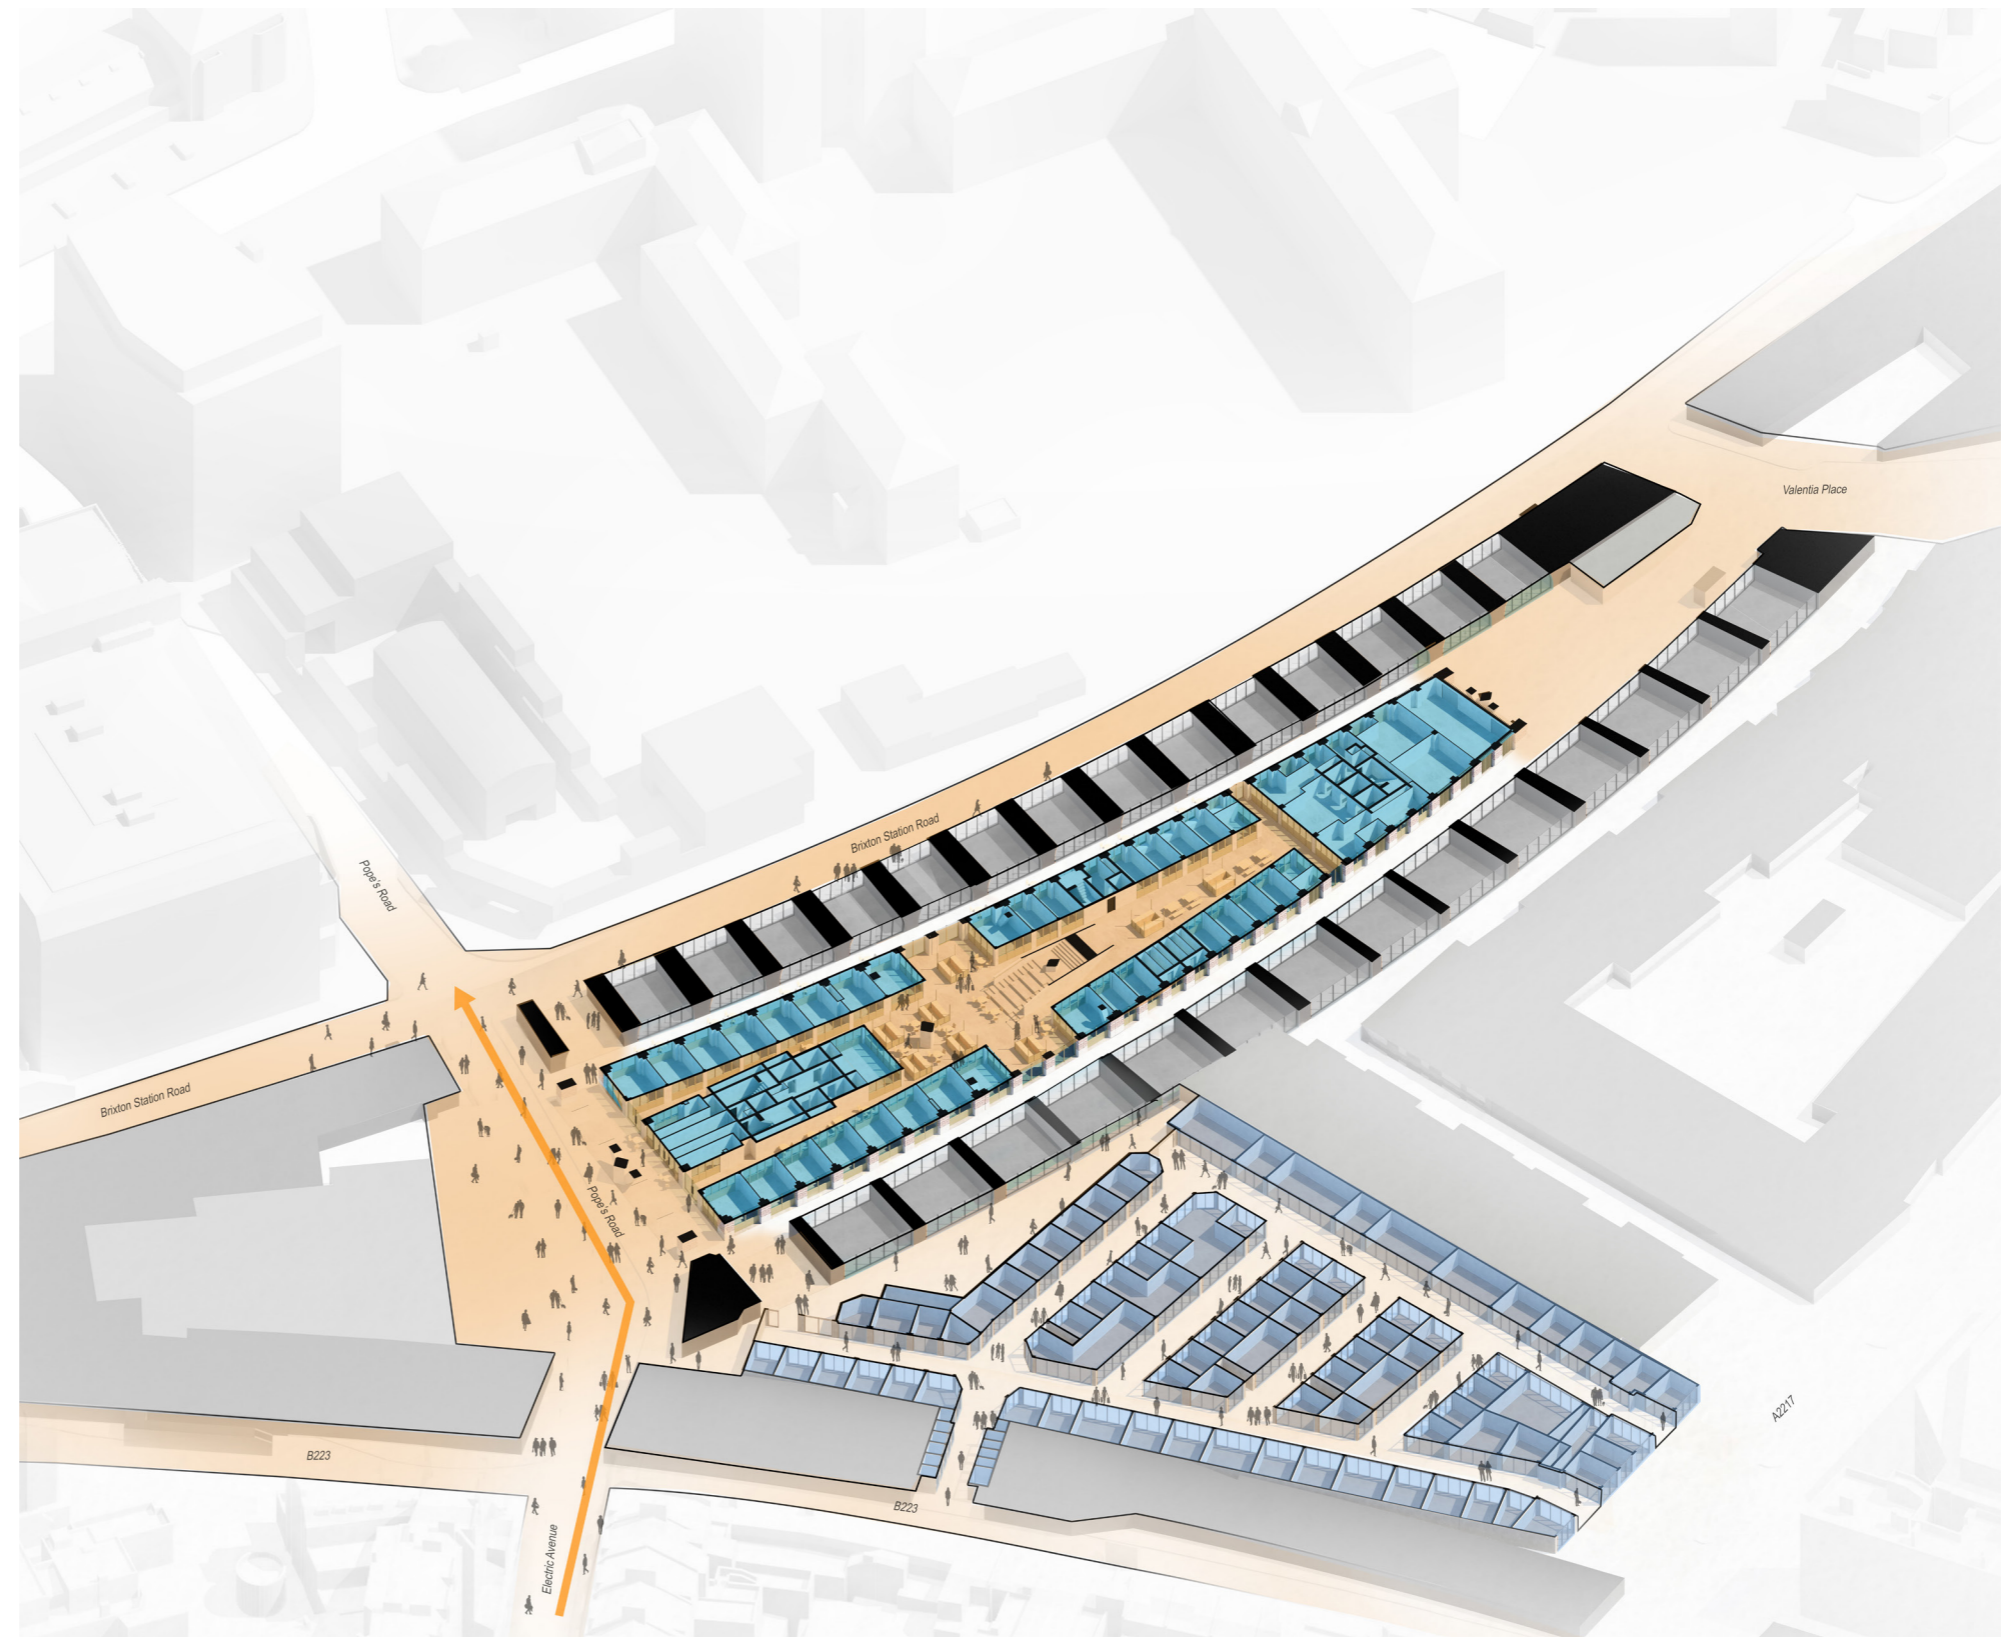 Valentia Place
Brixton Station Road
Pope's Road
Brixton Station Road
Pope's Road
A2217
B223
B223
Electric Avenue